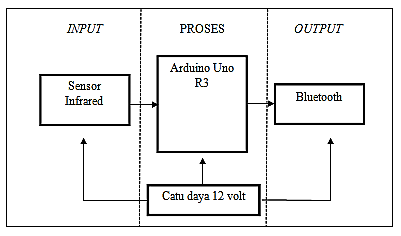 INPUT
PROSES
OUTPUT
Sensor
Infrared
Arduino Uno
R3
Bluetooth
Catu daya 12 volt